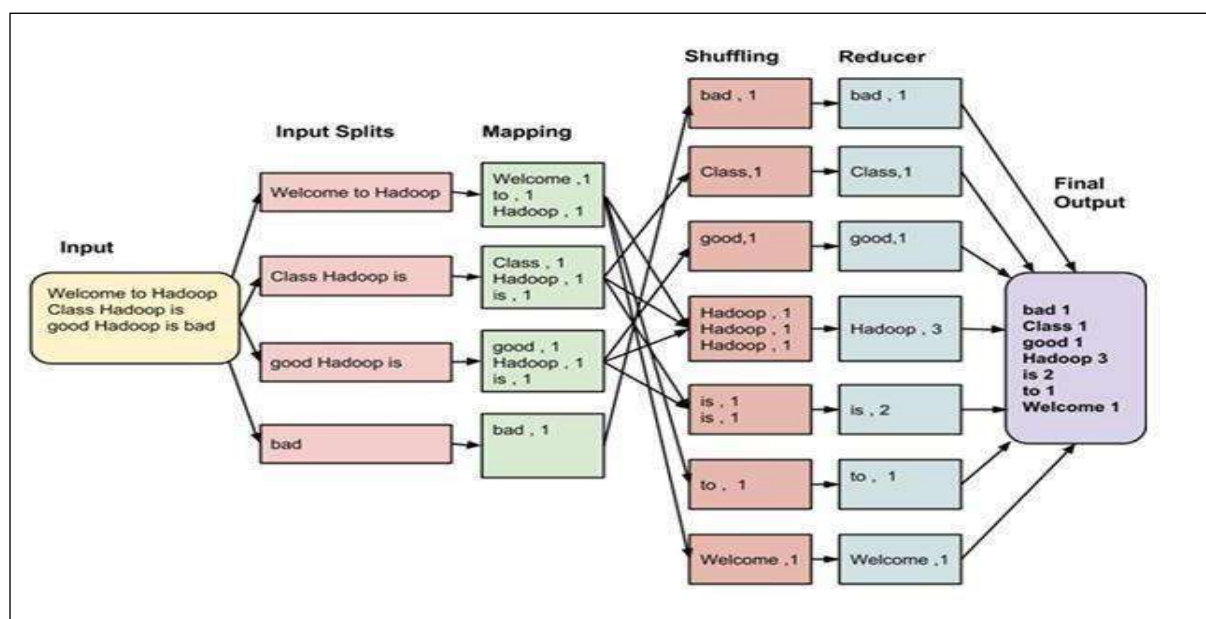 Input
Welcome to Hadoop
Class Hadoop is
good Hadoop is bad
Input Splits
Welcome to Hadoop
Class Hadoop is
good Hadoop is
bad
Mapping
Welcome ,1
to , 1
Hadoop , 1
Class , 1
Hadoop , 1
is , 1
good , 1
Hadoop , 1
is , 1
bad , 1
Shuffling
bad , 1
Class,1
good,1
Hadoop , 1
Hadoop , 1
Hadoop , 1
is , 1
is , 1
to , 1
Welcome ,1
Reducer
bad , 1
Class,1
good,1
Hadoop , 3
is , 2
to , 1
Welcome ,1
Final
Output
bad 1
Class 1
good 1
Hadoop 3
is 2
to 1
Welcome 1